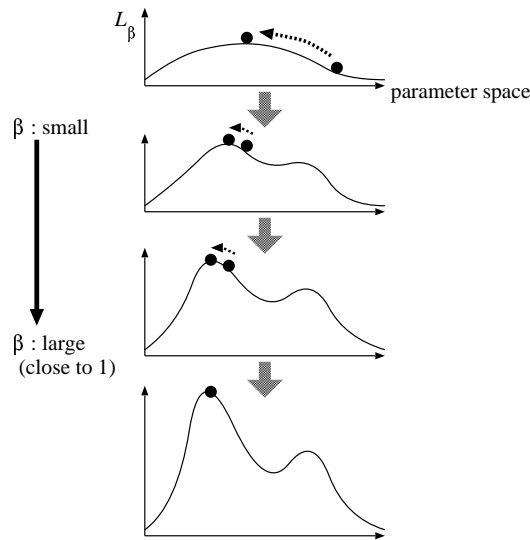 L_β
parameter space
β : small
β : large
(close to 1)